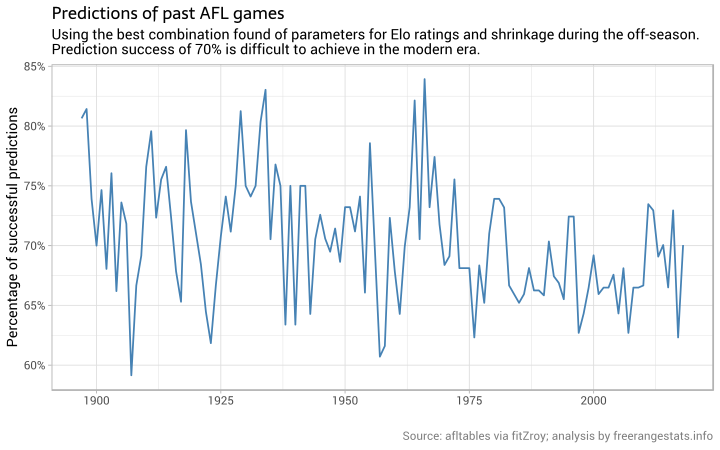 Predictions of past AFL games
Using the best combination found of parameters for Elo ratings and shrinkage during the off-season.
Prediction success of 70% is difficult to achieve in the modern era.
Percentage of successful predictions
85%
80%
75%
70%
65%
60%
1900
1925
1950
1975
2000
Source: afltables via fitZroy; analysis by freerangestats.info